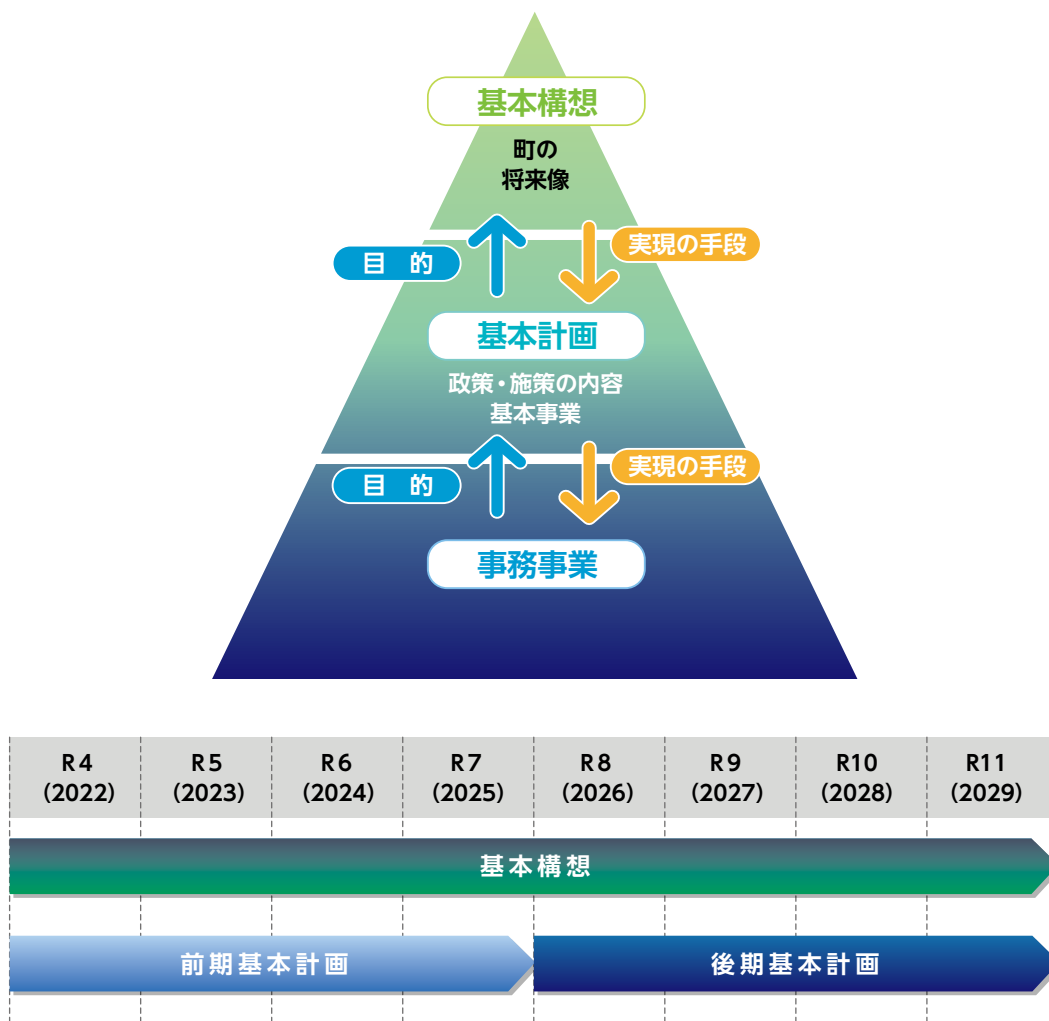 基本構想
町の
将来像
目 的
実現の手段
基本計画
政策・施策の内容
基本事業
目 的
実現の手段
事務事業
R4 R5 R6 R7 R8 R9 R10 R11
(2022) (2023) (2024) (2025) (2026) (2027) (2028) (2029)
基本構想
前期基本計画 後期基本計画